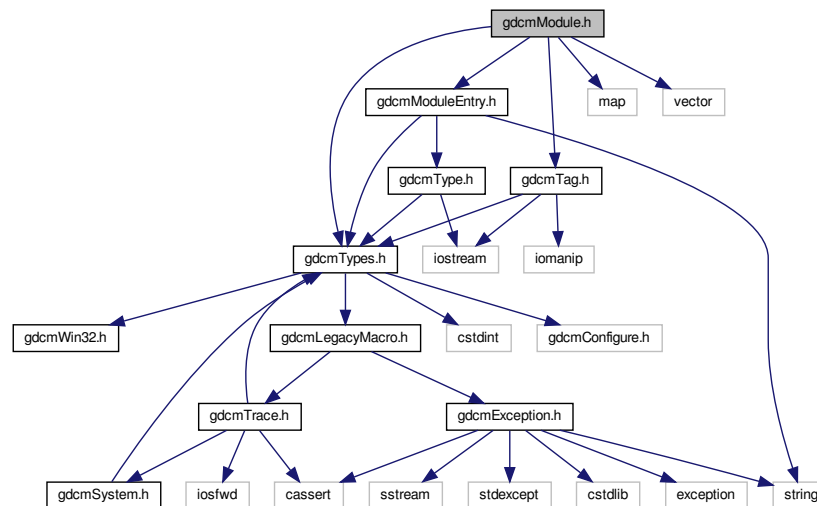 gdcmModule.h
gdcmModuleEntry.h
map
vector
gdcmType.h
gdcmTag.h
gdcmTypes.h
iostream
iomanip
gdcmWin32.h
gdcmLegacyMacro.h
cstdint
gdcmConfigure.h
gdcmTrace.h
gdcmException.h
gdcmSystem.h
iosfwd
cassert
sstream
stdexcept
cstdlib
exception
string